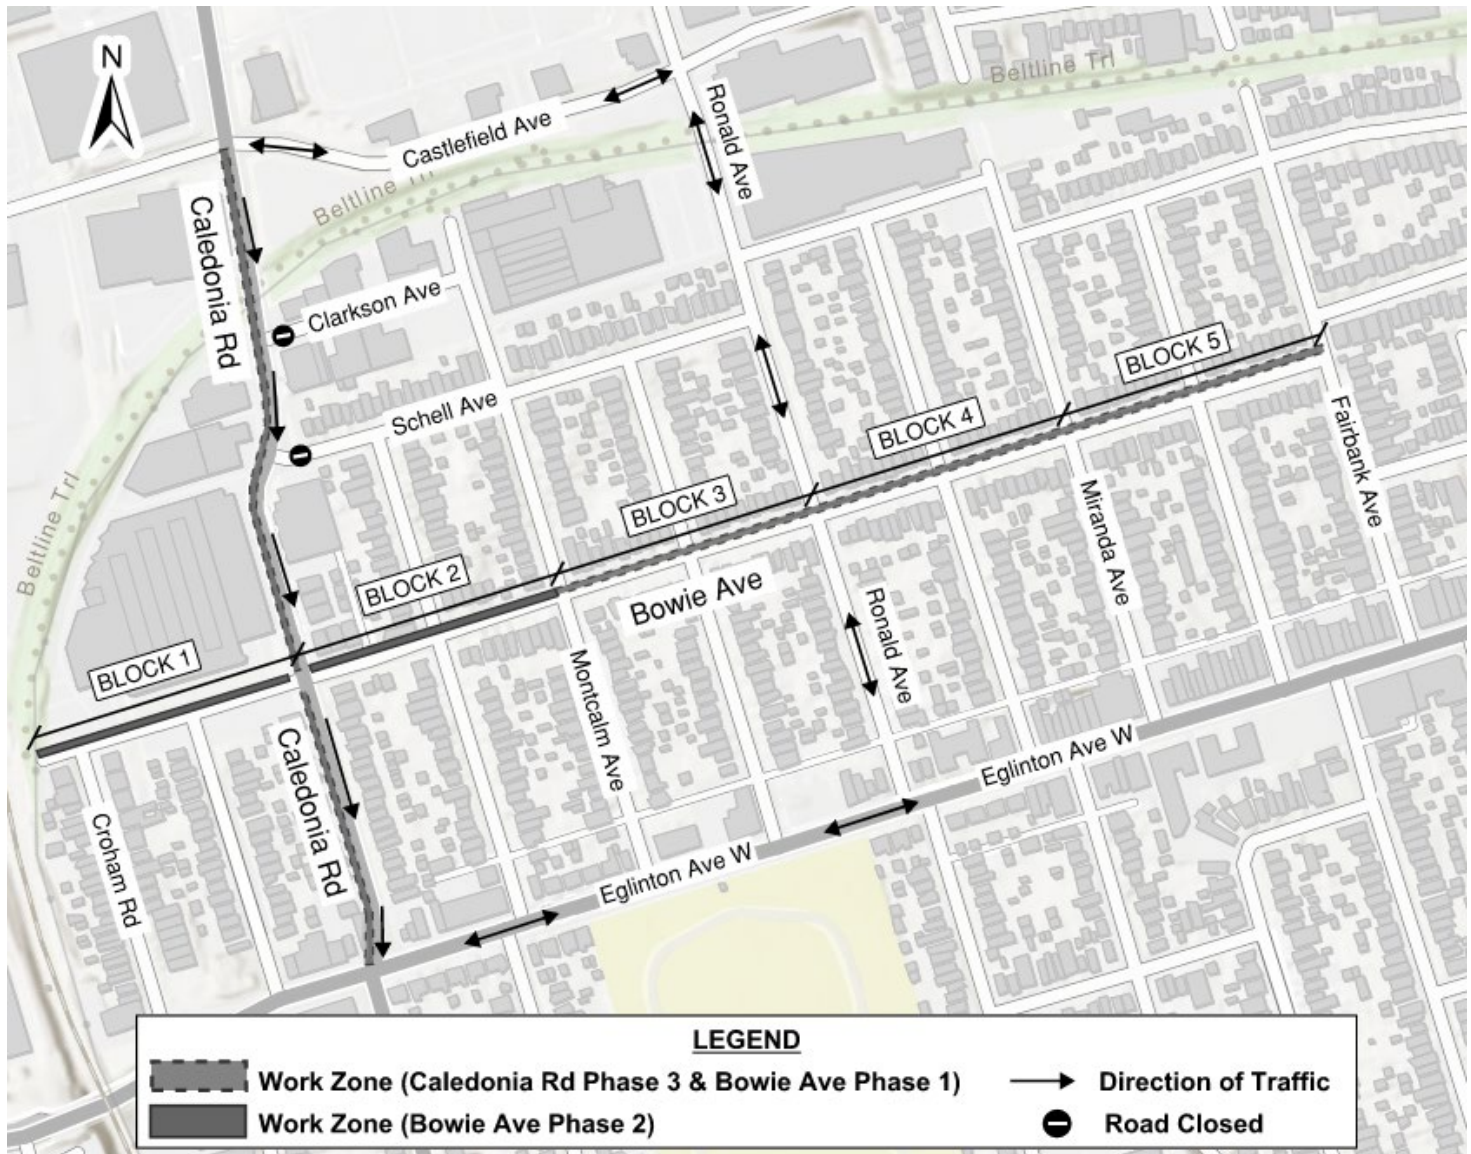 N
Beltline Trl
Castlefield Ave
Ronald Ave
Beltline
Caledonia Rd
Clarkson Ave
Schell Ave
BLOCK 5
BLOCK 4
BLOCK 3
Fairbank Ave
Beltline Trl
Miranda Ave
BLOCK 2
Bowie Ave
Ronald Ave
BLOCK 1
Montcalm Ave
Caledonia Rd
Eglinton Ave W
Croham Rd
Eglinton Ave W
LEGEND
Work Zone (Caledonia Rd Phase 3 & Bowie Ave Phase 1)
Direction of Traffic
Work Zone (Bowie Ave Phase 2)
Road Closed